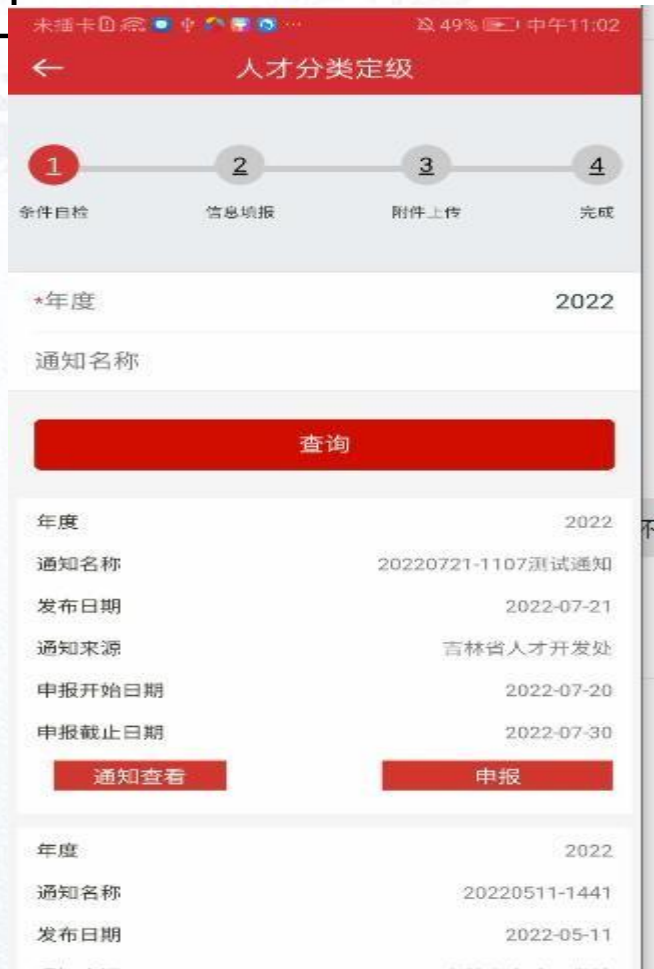 未插卡 49% 中午11:02
人才分类定级
1 2 3 4
条件自检 信息填报 附件上传 完成
*年度 2022
通知名称
查询
年度 2022
通知名称 20220721-1107测试通知
发布日期 2022-07-21
通知来源 吉林省人才开发处
申报开始日期 2022-07-20
申报截止日期 2022-07-30
通知查看 申报
年度 2022
通知名称 20220511-1441
发布日期 2022-05-11